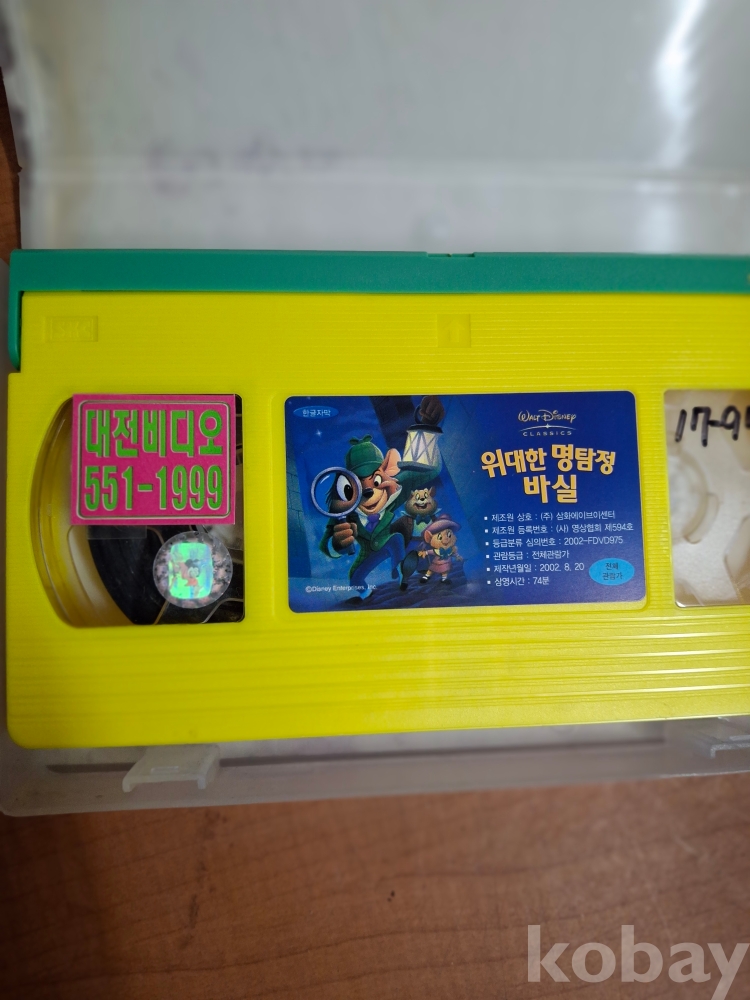 대전비디오
551-1999
한글자막
WALT DISNEY
CLASSICS
위대한 명탐정
바실
▪ 제조원 상호 : (주) 삼화에이브이센터
▪ 제조원 등록번호 : (사) 영상협회 제594호
▪ 등급분류 심의번호 : 2002-FDVD975
▪ 관람등급 : 전체관람가
▪ 제작년월일 : 2002. 8. 20
▪ 상영시간 : 74분
전체
관람가
©Disney Enterprises, Inc.
kobay